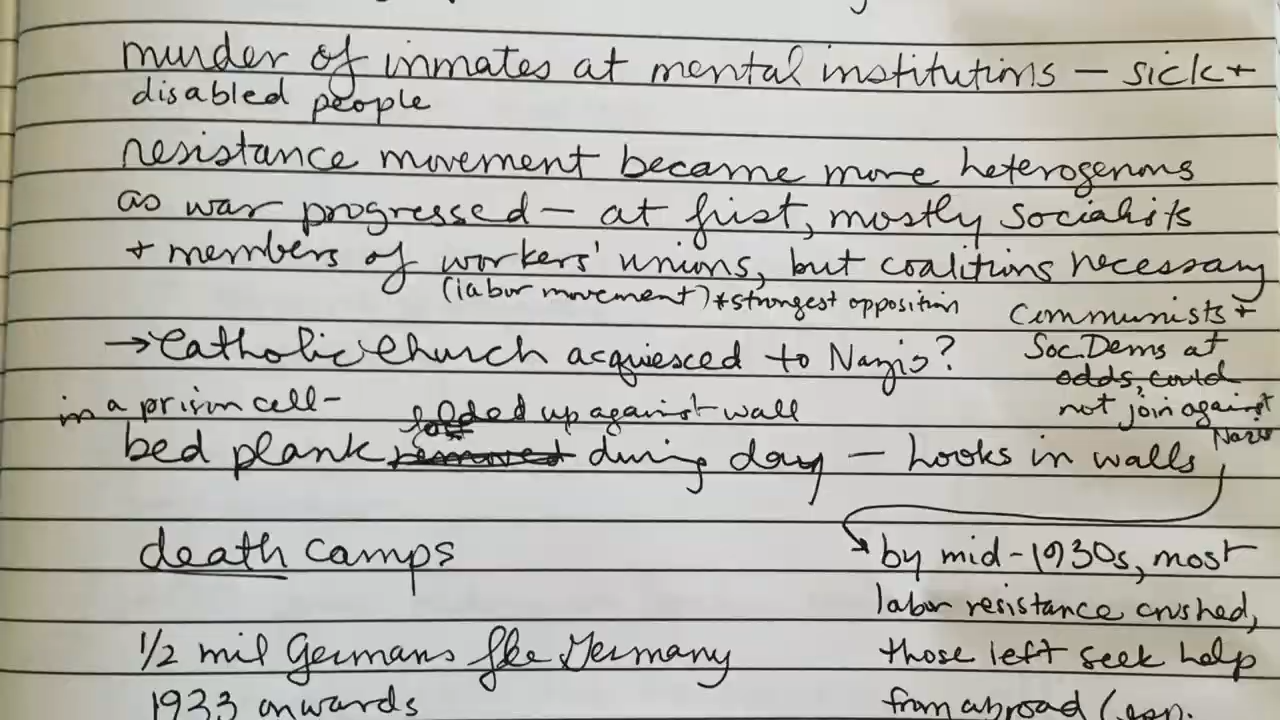 murder of inmates at mental institutions — sick +
disabled people
resistance movement became more heterogenous
as war progressed — at first, mostly Socialists
+ members of workers' unions, but coalitions necessary
(labor movement) *strongest opposition
Communists +
Soc. Dems at
odds, could
not join against
Nazis
→ Catholic Church acquiesced to Nazis?
in a prison cell -
folded up against wall
bed plank removed during day — hooks in walls
death camps
by mid-1930s, most
labor resistance crushed,
those left seek help
from abroad (esp.
1/2 mil Germans flee Germany
1933 onwards